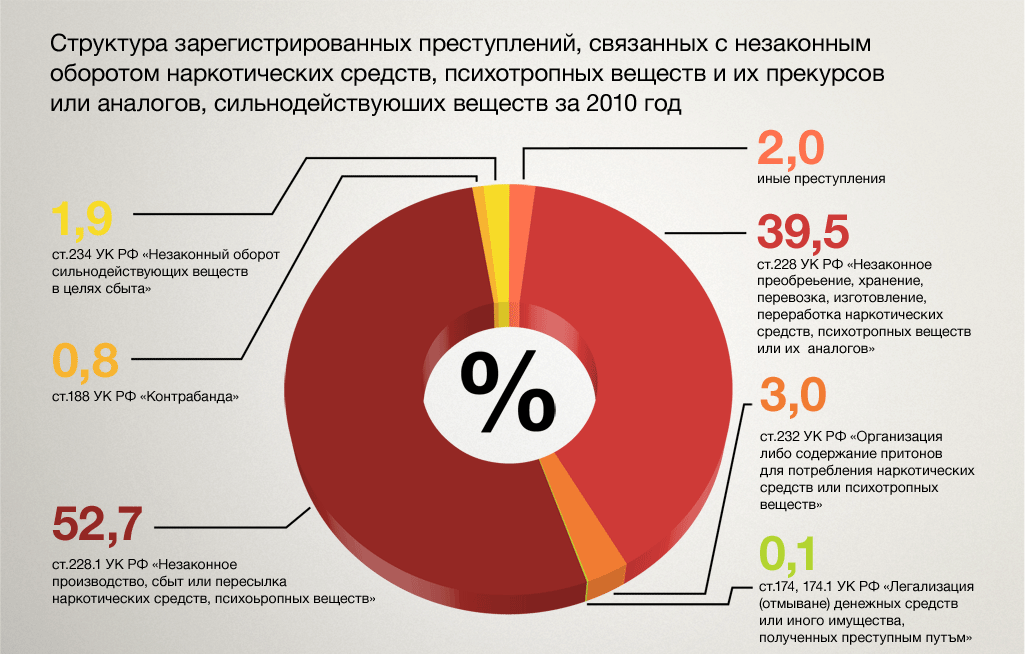 Структура зарегистрированных преступлений, связанных с незаконным
оборотом наркотических средств, психотропных веществ и их прекурсов
или аналогов, сильнодействуюших веществ за 2010 год
2,0
иные преступления
39,5
ст.228 УК РФ «Незаконное
преобреьение, хранение,
перевозка, изготовление,
переработка наркотических
средств, психотропных веществ
или их аналогов»
3,0
ст.232 УК РФ «Организация
либо содержание притонов
для потребления наркотических
средств или психотропных
веществ»
0,1
ст.174, 174.1 УК РФ «Легализация
(отмыване) денежных средств
или иного имущества,
полученных преступным путъм»
1,9
ст.234 УК РФ «Незаконный оборот
сильнодействующих веществ
в целях сбыта»
0,8
ст.188 УК РФ «Контрабанда»
52,7
ст.228.1 УК РФ «Незаконное
производство, сбыт или пересылка
наркотических средств, психоьропных веществ»
%